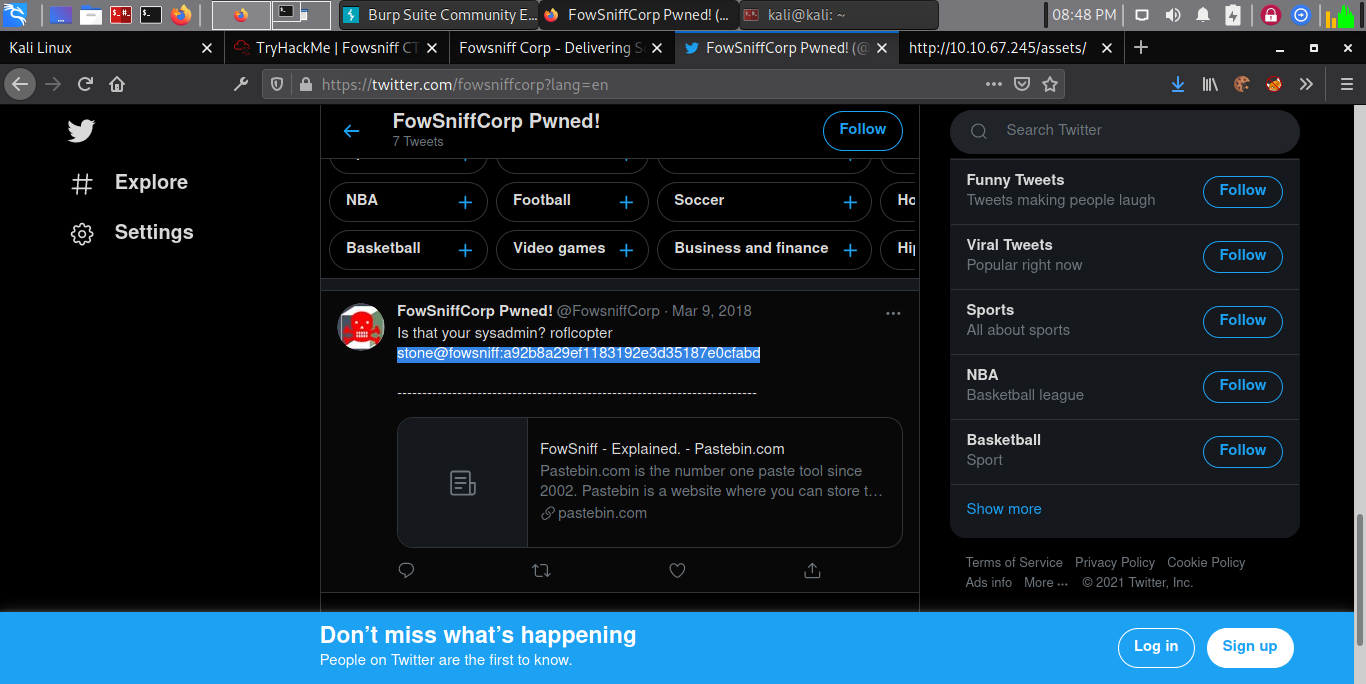 Burp Suite Community E...
FowSniffCorp Pwned! (...
kali@kali: ~
08:48 PM
Kali Linux
TryHackMe | Fowsniff CT
Fowsniff Corp - Delivering S
FowSniffCorp Pwned! (@
http://10.10.67.245/assets/
https://twitter.com/fowsniffcorp?lang=en
Explore
Settings
FowSniffCorp Pwned!
7 Tweets
Follow
NBA
Football
Soccer
Ho
Basketball
Video games
Business and finance
Hi
FowSniffCorp Pwned! @FowsniffCorp · Mar 9, 2018
Is that your sysadmin? roflcopter
stone@fowsniff:a92b8a29ef1183192e3d35187e0cfabd
------------------------------------------------------------------------
FowSniff - Explained. - Pastebin.com
Pastebin.com is the number one paste tool since
2002. Pastebin is a website where you can store t...
pastebin.com
Search Twitter
Funny Tweets
Tweets making people laugh
Follow
Viral Tweets
Popular right now
Follow
Sports
All about sports
Follow
NBA
Basketball league
Follow
Basketball
Sport
Follow
Show more
Terms of Service Privacy Policy Cookie Policy
Ads info More ··· © 2021 Twitter, Inc.
Don’t miss what’s happening
People on Twitter are the first to know.
Log in
Sign up